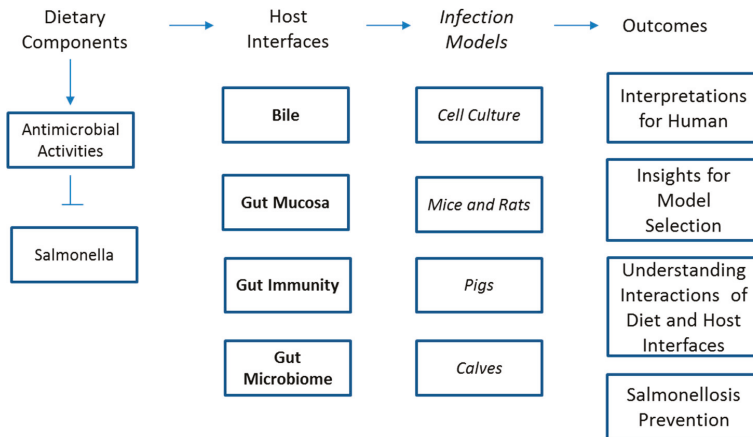 Dietary
Components
Antimicrobial
Activities
Salmonella
Host
Interfaces
Bile
Gut Mucosa
Gut Immunity
Gut
Microbiome
Infection
Models
Cell Culture
Mice and Rats
Pigs
Calves
Outcomes
Interpretations
for Human
Insights for
Model
Selection
Understanding
Interactions of
Diet and Host
Interfaces
Salmonellosis
Prevention